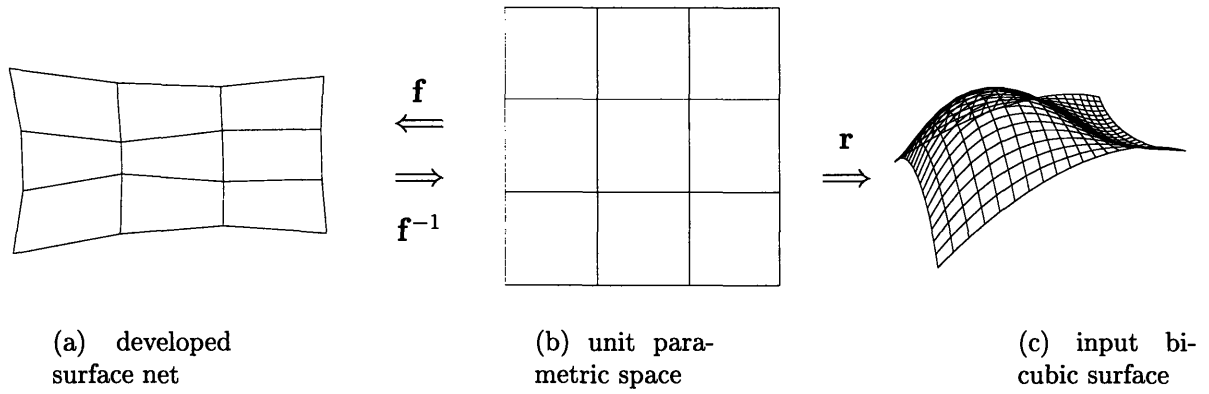 f
⇐
⇒
f⁻¹
r
⇒
(a) developed
surface net
(b) unit para-
metric space
(c) input bi-
cubic surface